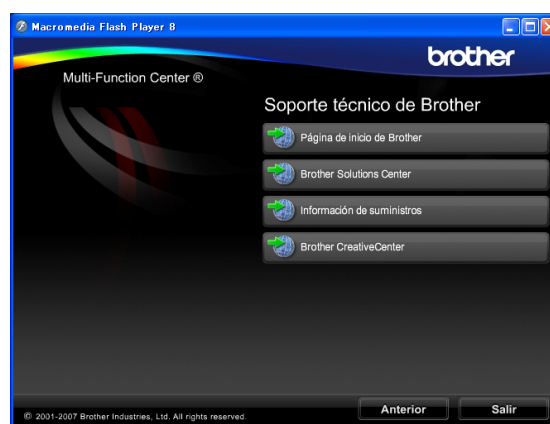 Macromedia Flash Player 8
brother
Multi-Function Center ®
Soporte técnico de Brother
Página de inicio de Brother
Brother Solutions Center
Información de suministros
Brother CreativeCenter
© 2001-2007 Brother Industries, Ltd. All rights reserved.
Anterior
Salir